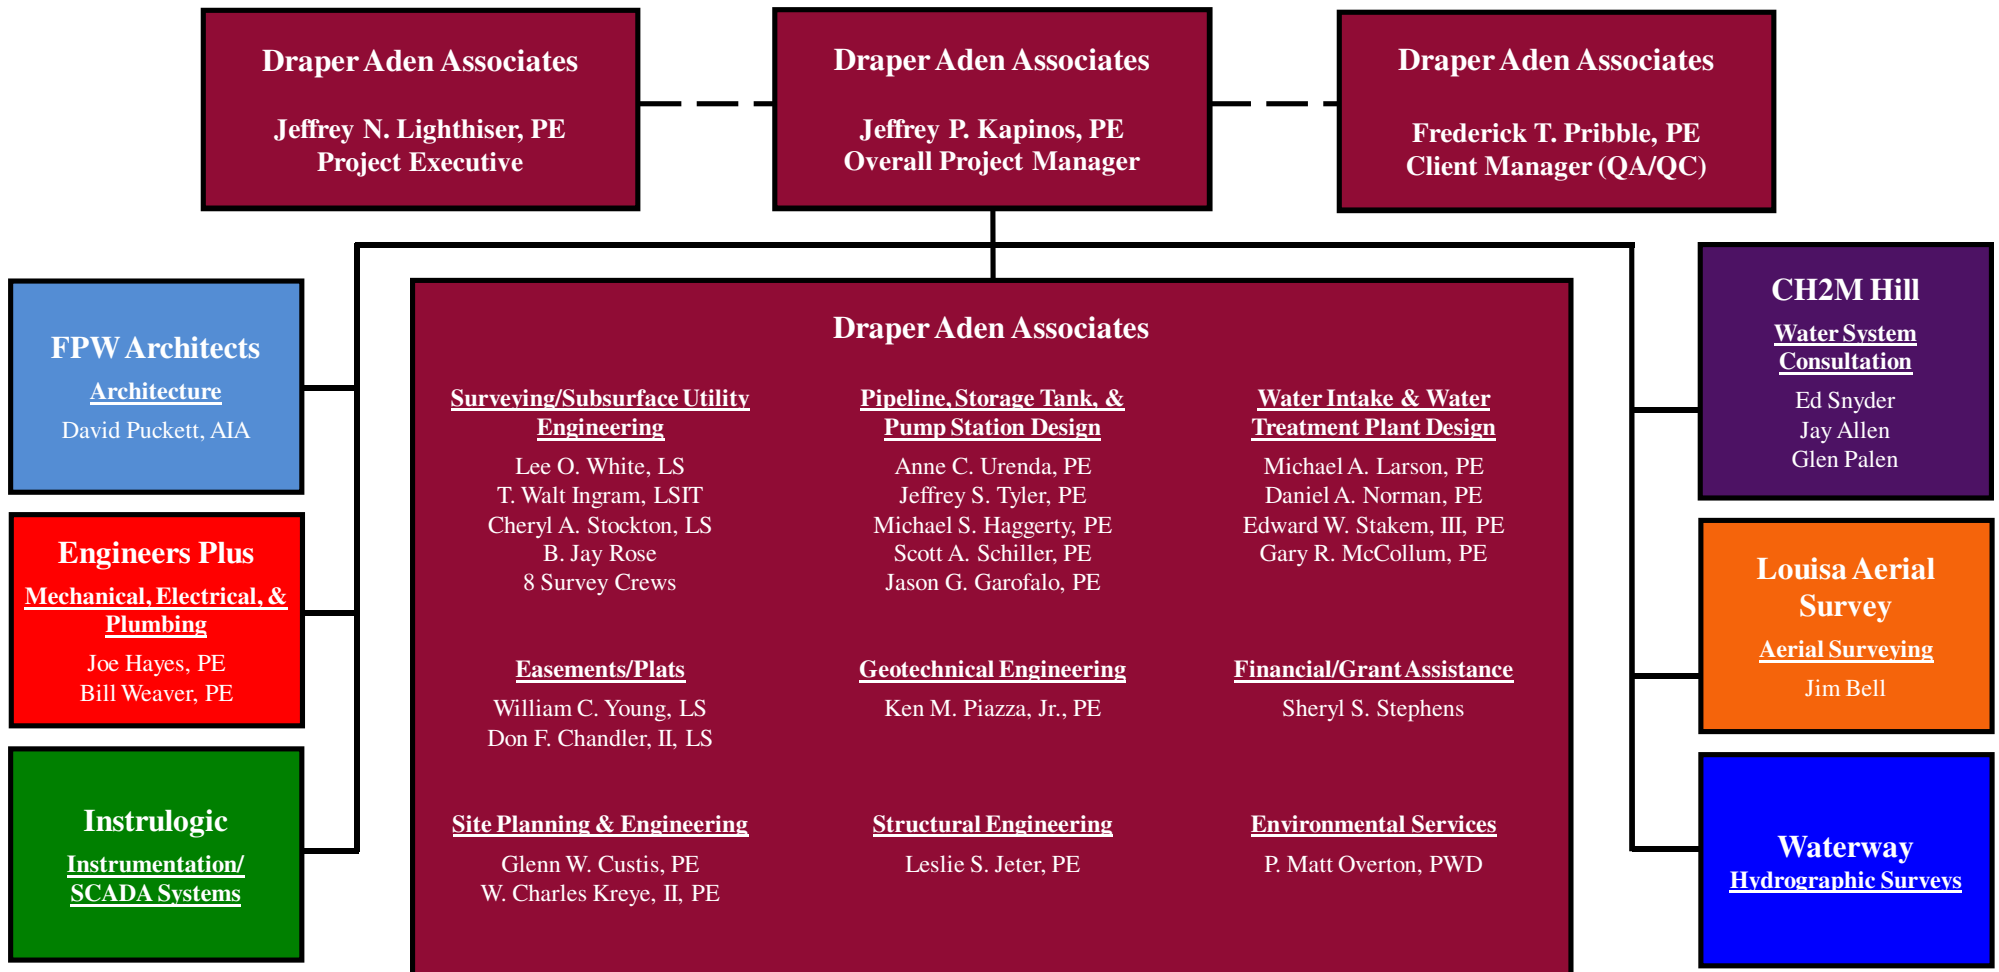 Draper Aden Associates
Jeffrey N. Lighthiser, PE
Project Executive
Draper Aden Associates
Jeffrey P. Kapinos, PE
Overall Project Manager
Draper Aden Associates
Frederick T. Pribble, PE
Client Manager (QA/QC)
FPW Architects
Architecture
David Puckett, AIA
Engineers Plus
Mechanical, Electrical, &
Plumbing
Joe Hayes, PE
Bill Weaver, PE
Instrulogic
Instrumentation/
SCADA Systems
Draper Aden Associates
Surveying/Subsurface Utility
Engineering
Lee O. White, LS
T. Walt Ingram, LSIT
Cheryl A. Stockton, LS
B. Jay Rose
8 Survey Crews
Pipeline, Storage Tank, &
Pump Station Design
Anne C. Urenda, PE
Jeffrey S. Tyler, PE
Michael S. Haggerty, PE
Scott A. Schiller, PE
Jason G. Garofalo, PE
Water Intake & Water
Treatment Plant Design
Michael A. Larson, PE
Daniel A. Norman, PE
Edward W. Stakem, III, PE
Gary R. McCollum, PE
Easements/Plats
William C. Young, LS
Don F. Chandler, II, LS
Geotechnical Engineering
Ken M. Piazza, Jr., PE
Financial/Grant Assistance
Sheryl S. Stephens
Site Planning & Engineering
Glenn W. Custis, PE
W. Charles Kreye, II, PE
Structural Engineering
Leslie S. Jeter, PE
Environmental Services
P. Matt Overton, PWD
CH2M Hill
Water System
Consultation
Ed Snyder
Jay Allen
Glen Palen
Louisa Aerial
Survey
Aerial Surveying
Jim Bell
Waterway
Hydrographic Surveys